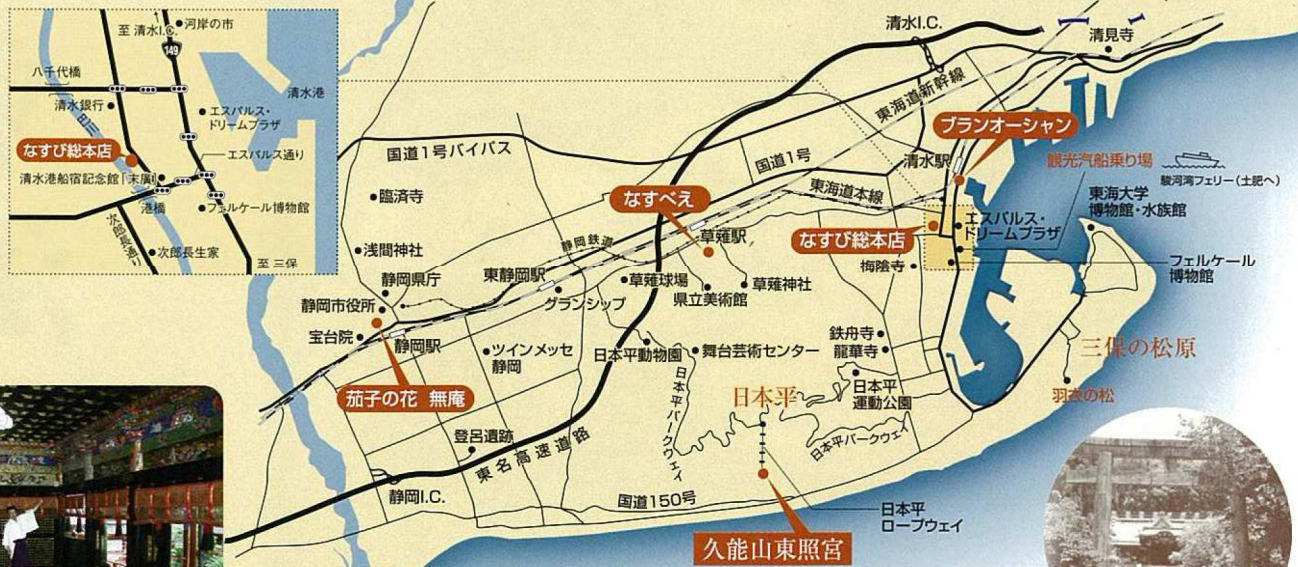 至 清水I.C.
河岸の市
149
八千代橋
清水銀行
清水港
エスパルス・
ドリームプラザ
なすび総本店
エスパルス通り
清水港船宿記念館「末廣」
港橋
フェルケール博物館
次郎長通り
次郎長生家
至 三保
清水I.C.
清見寺
東海道新幹線
国道1号バイパス
国道1号
ブランオーシャン
清水駅
観光汽船乗り場
駿河湾フェリー(土肥へ)
臨済寺
東海道本線
東海大学
博物館・水族館
なすべえ
エスパルス・
ドリームプラザ
浅間神社
静岡鉄道
草薙駅
なすび総本店
梅陰寺
フェルケール
博物館
静岡県庁
東静岡駅
草薙球場
県立美術館
草薙神社
静岡市役所
グランシップ
宝台院
静岡駅
ツインメッセ
静岡
日本平動物園
舞台芸術センター
鉄舟寺
龍華寺
三保の松原
茄子の花 無庵
日本平パークウェイ
日本平
日本平
運動公園
羽衣の松
登呂遺跡
東名高速道路
日本平パークウェイ
静岡I.C.
国道150号
日本平
ロープウェイ
久能山東照宮